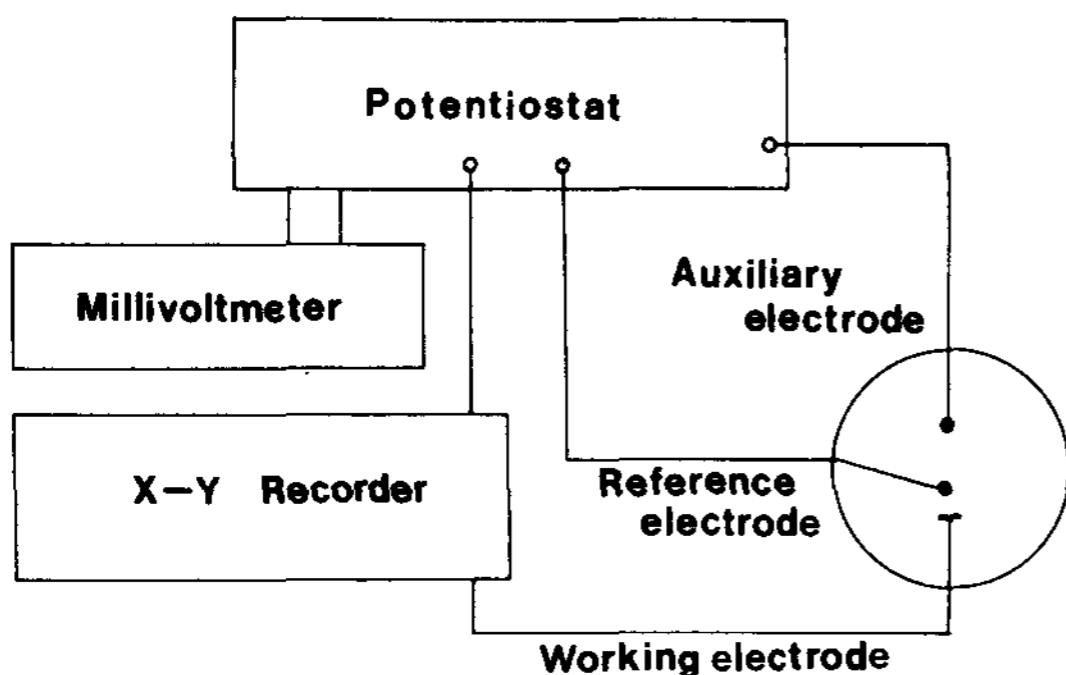 Potentiostat
Millivoltmeter
Auxiliary
electrode
X-Y Recorder
Reference
electrode
Working electrode